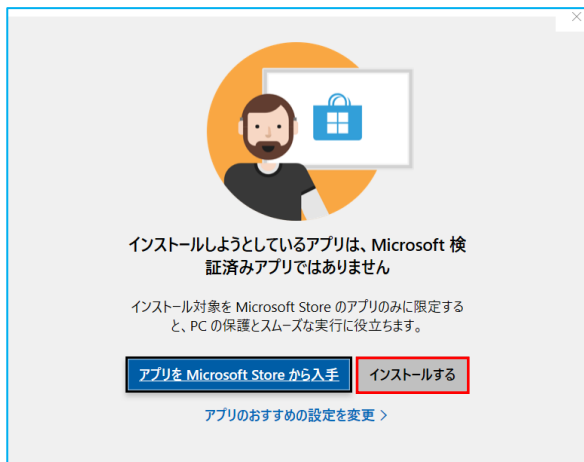 インストールしようとしているアプリは、Microsoft 検
証済みアプリではありません
インストール対象を Microsoft Store のアプリのみに限定する
と、PC の保護とスムーズな実行に役立ちます。
アプリを Microsoft Store から入手 インストールする
アプリのおすすめの設定を変更 >